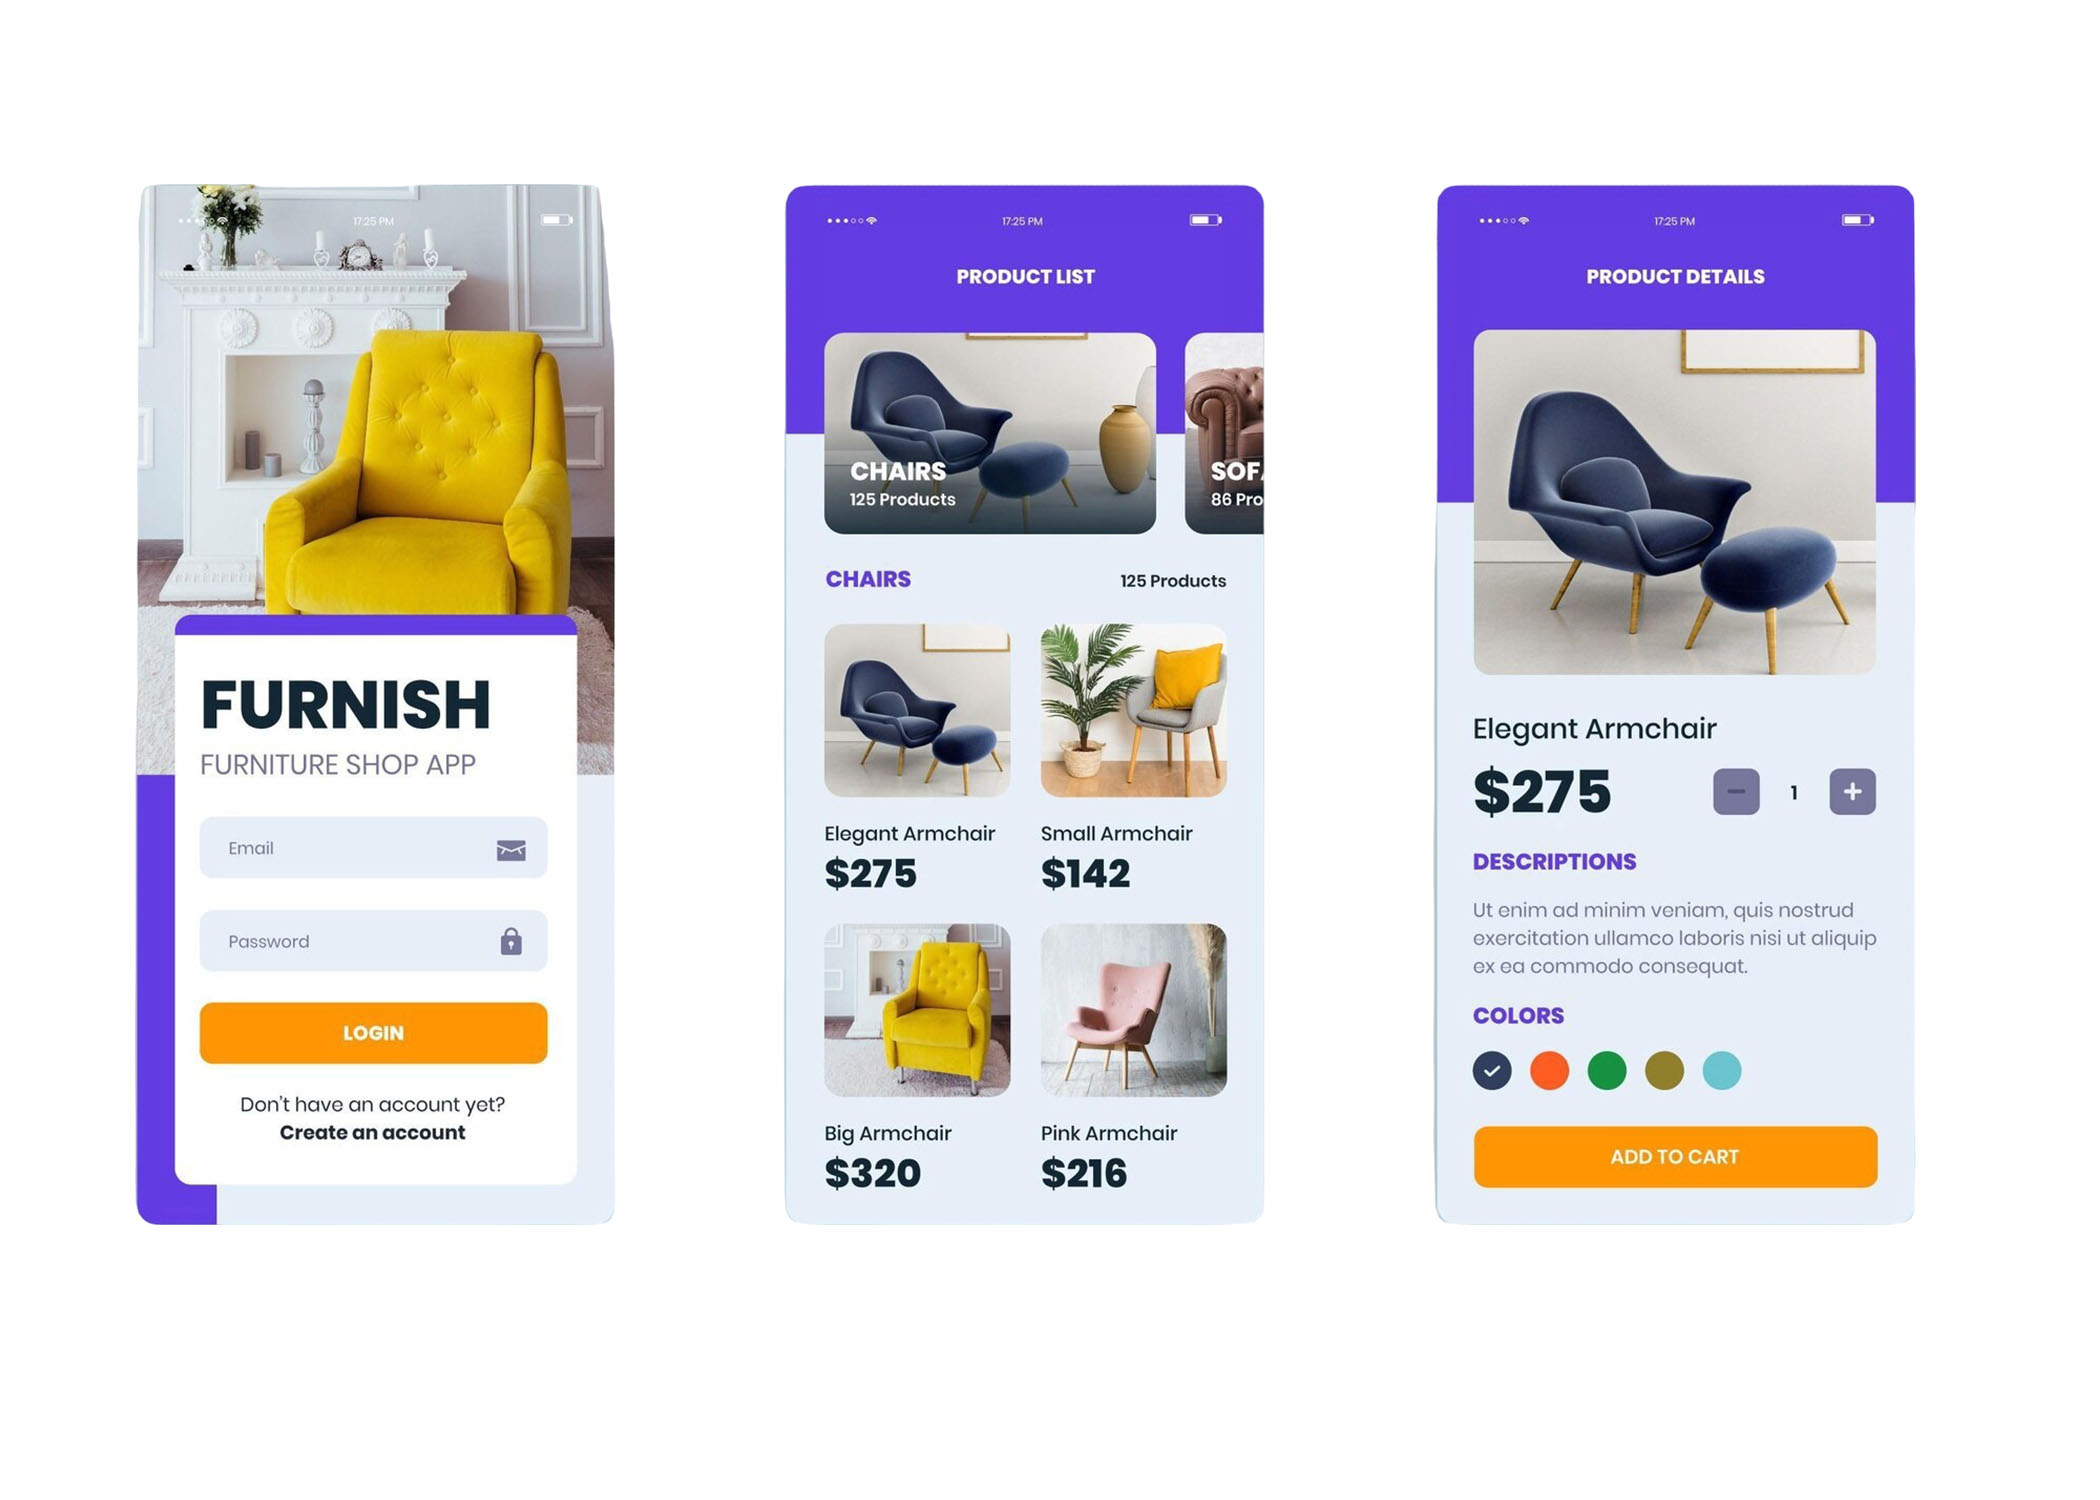 17:25 PM
FURNISH
FURNITURE SHOP APP
Email
Password
LOGIN
Don't have an account yet?
Create an account
17:25 PM
PRODUCT LIST
CHAIRS
125 Products
SOF
86 Pro
CHAIRS
125 Products
Elegant Armchair
$275
Small Armchair
$142
Big Armchair
$320
Pink Armchair
$216
17:25 PM
PRODUCT DETAILS
Elegant Armchair
$275
1
DESCRIPTIONS
Ut enim ad minim veniam, quis nostrud
exercitation ullamco laboris nisi ut aliquip
ex ea commodo consequat.
COLORS
ADD TO CART